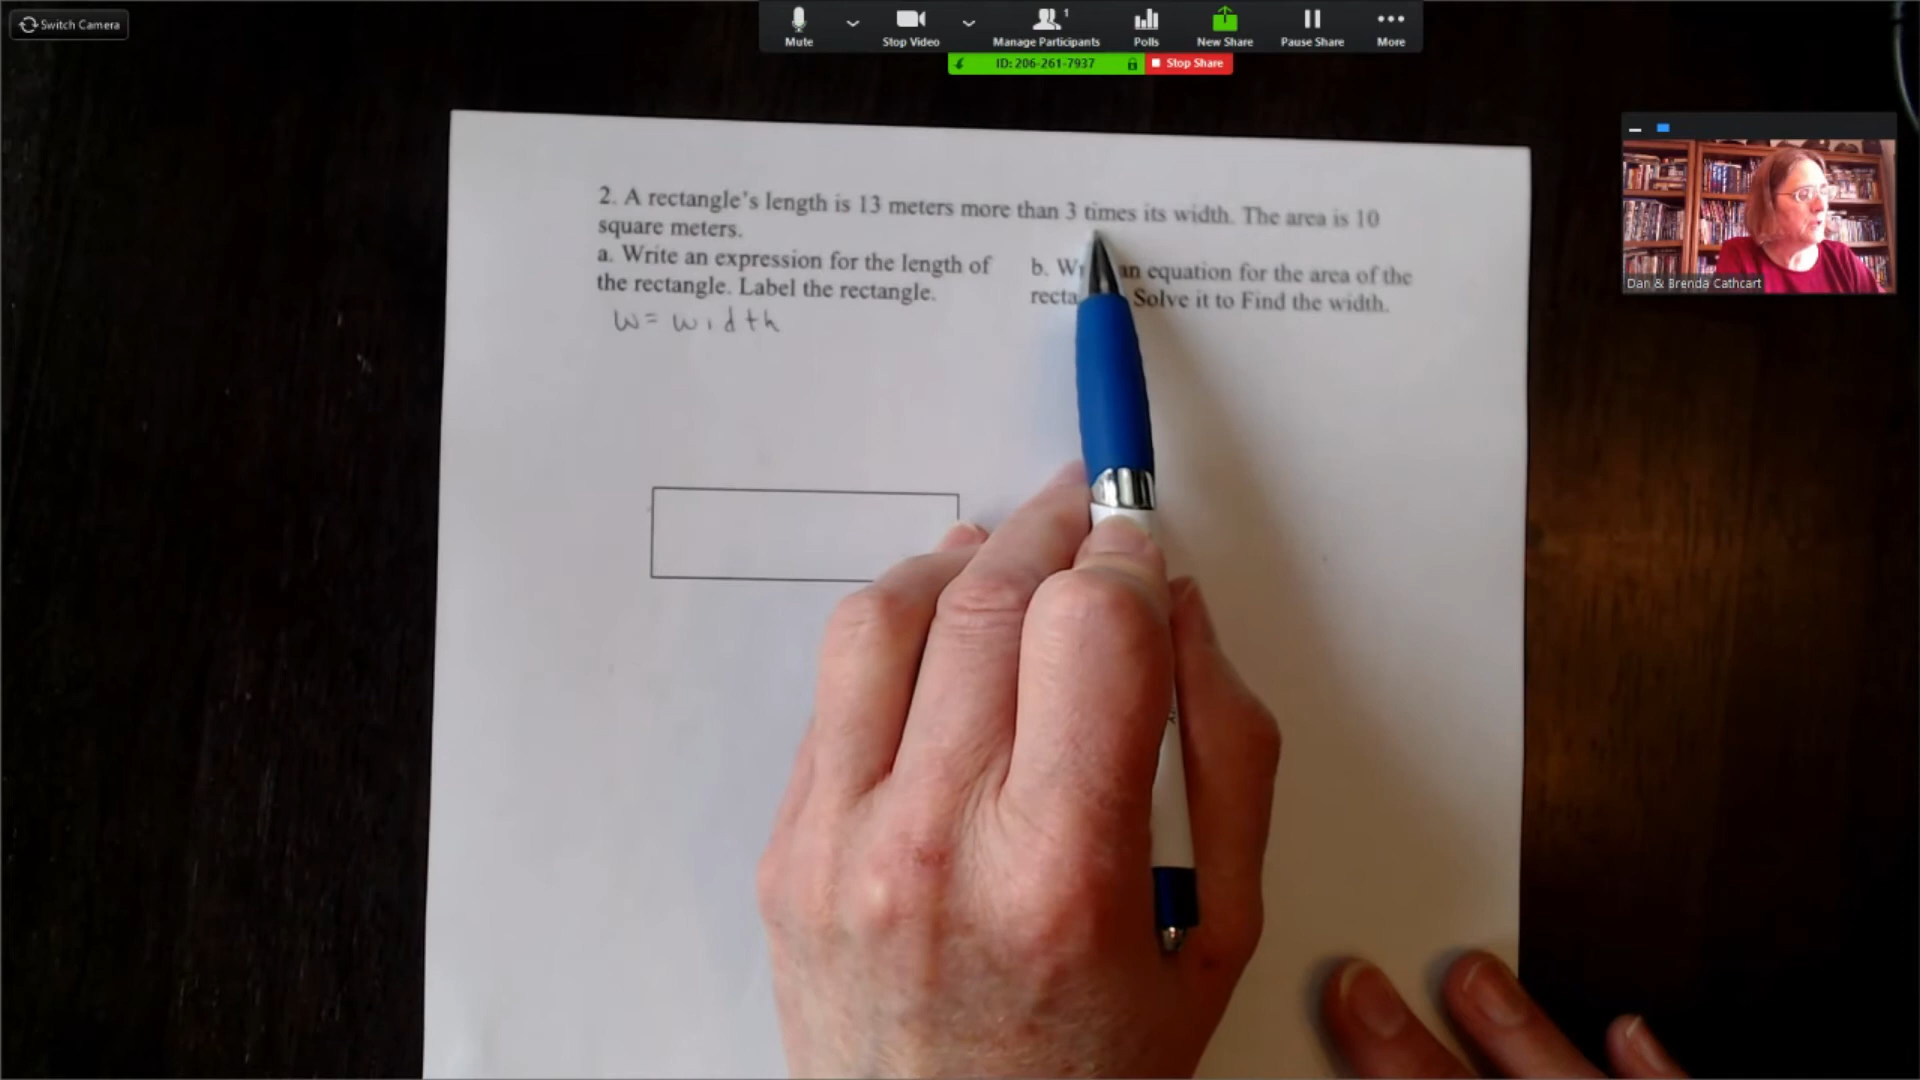 Switch Camera
Mute
Stop Video
Manage Participants
1
Polls
New Share
Pause Share
More
ID: 206-261-7937
Stop Share
2. A rectangle's length is 13 meters more than 3 times its width. The area is 10
square meters.
a. Write an expression for the length of
the rectangle. Label the rectangle.
b. an equation for the area of the
Solve it to Find the width.
w = width
Dan & Brenda Cathcart